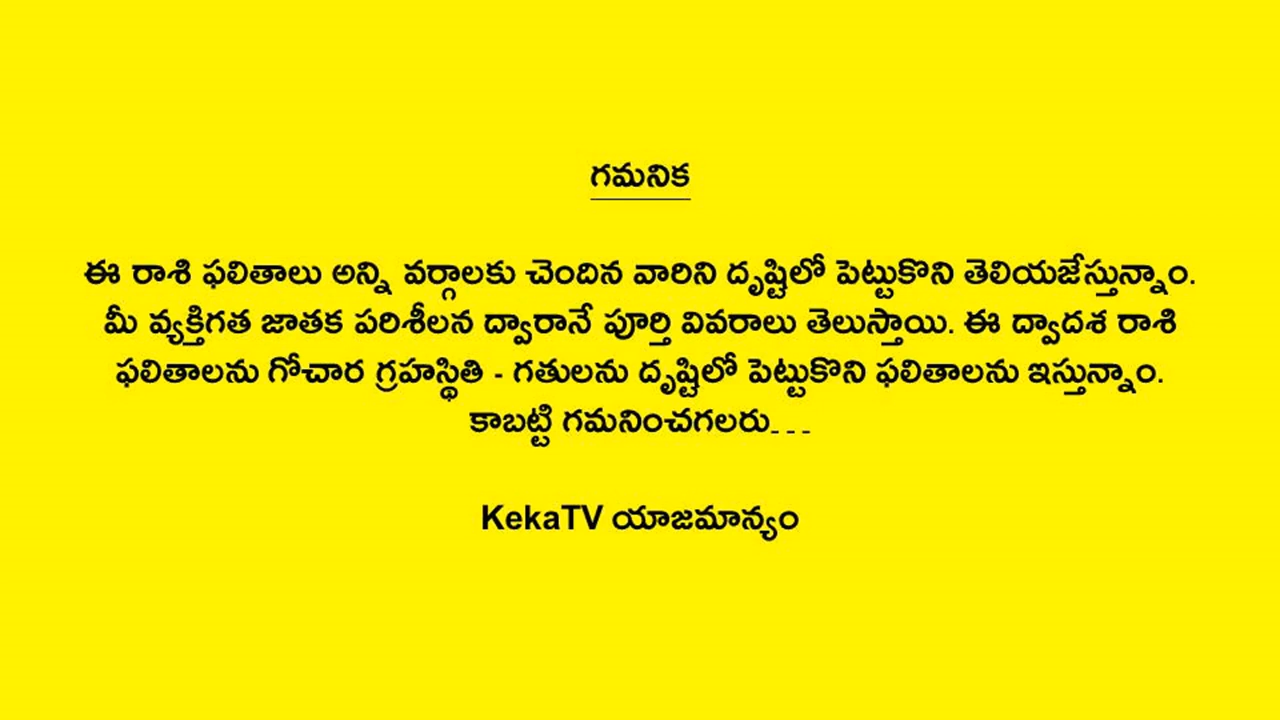 గమనిక
ఈ రాశి ఫలితాలు అన్ని వర్గాలకు చెందిన వారిని దృష్టిలో పెట్టుకొని తెలియజేస్తున్నాం.
మీ వ్యక్తిగత జాతక పరిశీలన ద్వారానే పూర్తి వివరాలు తెలుస్తాయి. ఈ ద్వాదశ రాశి
ఫలితాలను గోచార గ్రహస్థితి - గతులను దృష్టిలో పెట్టుకొని ఫలితాలను ఇస్తున్నాం.
కాబట్టి గమనించగలరు...
KekaTV యాజమాన్యం